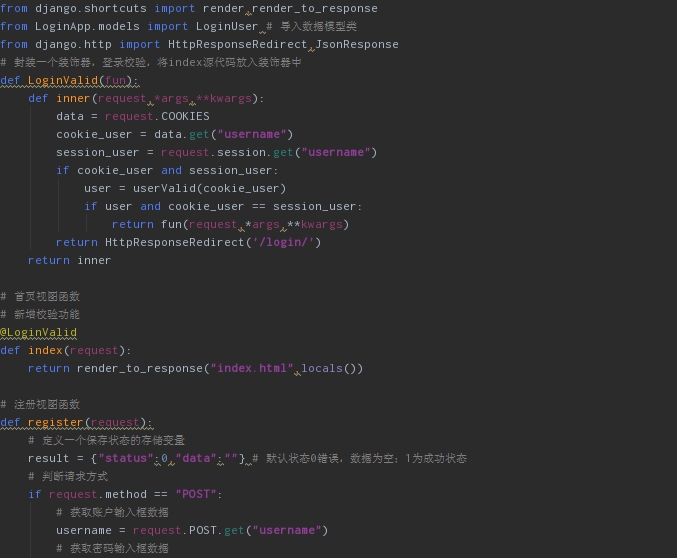 from django.shortcuts import render,render_to_response
from LoginApp.models import LoginUser # 导入数据模型类
from django.http import HttpResponseRedirect,JsonResponse
# 封装一个装饰器，登录校验，将index源代码放入装饰器中
def LoginValid(fun):
    def inner(request,*args,**kwargs):
        data = request.COOKIES
        cookie_user = data.get("username")
        session_user = request.session.get("username")
        if cookie_user and session_user:
            user = userValid(cookie_user)
            if user and cookie_user == session_user:
                return fun(request,*args,**kwargs)
        return HttpResponseRedirect('/login/')
    return inner
# 首页视图函数
# 新增校验功能
@LoginValid
def index(request):
    return render_to_response("index.html",locals())
# 注册视图函数
def register(request):
    # 定义一个保存状态的存储变量
    result = {"status":0,"data":""} # 默认状态0错误，数据为空；1为成功状态
    # 判断请求方式
    if request.method == "POST":
        # 获取账户输入框数据
        username = request.POST.get("username")
        # 获取密码输入框数据